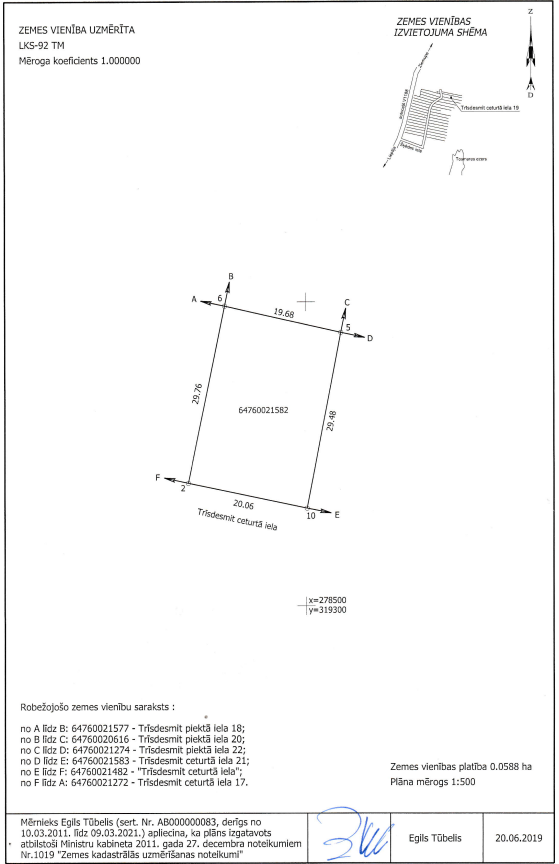 ZEMES VIENĪBA UZMĒRĪTA
LKS-92 TM
Mēroga koeficients 1.000000
ZEMES VIENĪBAS
IZVIETOJUMA SHĒMA
Z
D
Trīsdesmit ceturtā iela 19
Liepāja
B
A
6
19.68
C
5
D
29.76
64760021582
29.48
F
2
20.06
10
E
Trīsdesmit ceturtā iela
x=278500
y=319300
Robežojošo zemes vienību saraksts :
no A līdz B: 64760021577 - Trīsdesmit piektā iela 18;
no B līdz C: 64760020616 - Trīsdesmit piektā iela 20;
no C līdz D: 64760021274 - Trīsdesmit piektā iela 22;
no D līdz E: 64760021583 - Trīsdesmit ceturtā iela 21;
no E līdz F: 64760021482 - "Trīsdesmit ceturtā iela";
no F līdz A: 64760021272 - Trīsdesmit ceturtā iela 17.
Zemes vienības platība 0.0588 ha
Plāna mērogs 1:500
Mērnieks Egils Tūbelis (sert. Nr. AB000000083, derīgs no
10.03.2011. līdz 09.03.2021.) apliecina, ka plāns izgatavots
atbilstoši Ministru kabineta 2011. gada 27. decembra noteikumiem
Nr.1019 "Zemes kadastrālās uzmērīšanas noteikumi"
Egils Tūbelis
20.06.2019